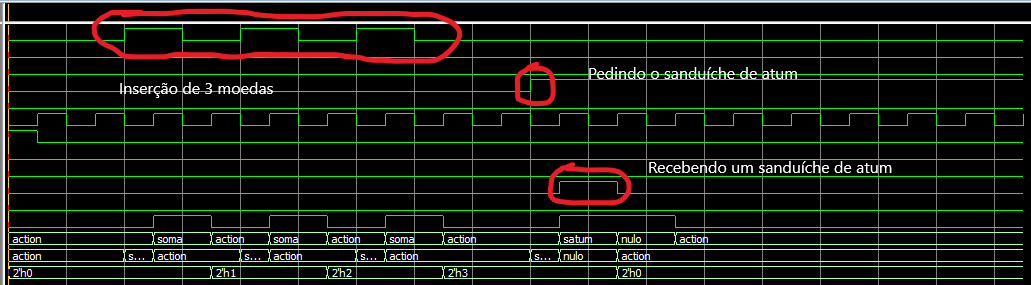 Pedindo o sanduíche de atum
Inserção de 3 moedas
Recebendo um sanduíche de atum
action soma action soma action soma action satum nulo action
action s... action s... action s... action s... nulo action
2'h0 2'h1 2'h2 2'h3 2'h0